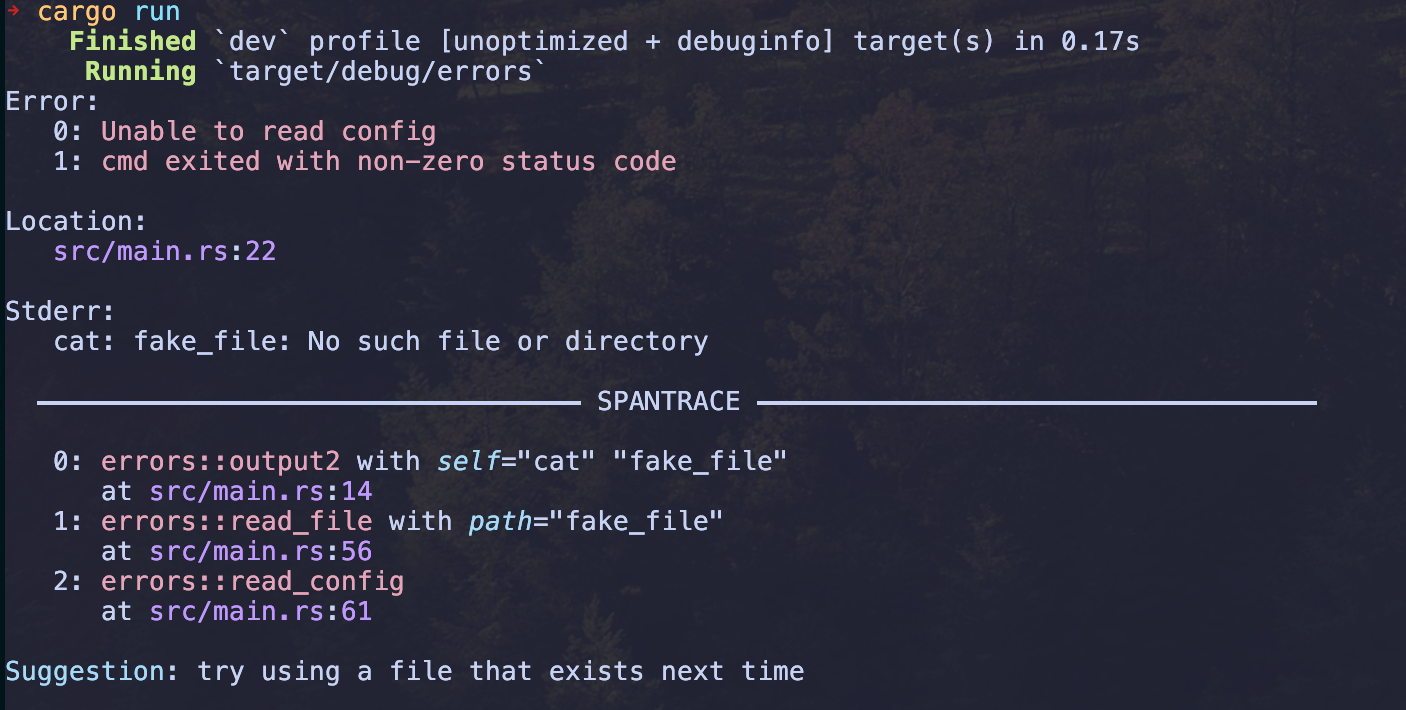 ➜ cargo run
    Finished `dev` profile [unoptimized + debuginfo] target(s) in 0.17s
     Running `target/debug/errors`
Error:
   0: Unable to read config
   1: cmd exited with non-zero status code

Location:
   src/main.rs:22

Stderr:
   cat: fake_file: No such file or directory

  ━━━━━━━━━━━━━━━━━━━━━━━━━━━━━━━━━━ SPANTRACE ━━━━━━━━━━━━━━━━━━━━━━━━━━━━━━━━━━━

   0: errors::output2 with self="cat" "fake_file"
      at src/main.rs:14
   1: errors::read_file with path="fake_file"
      at src/main.rs:56
   2: errors::read_config
      at src/main.rs:61

Suggestion: try using a file that exists next time